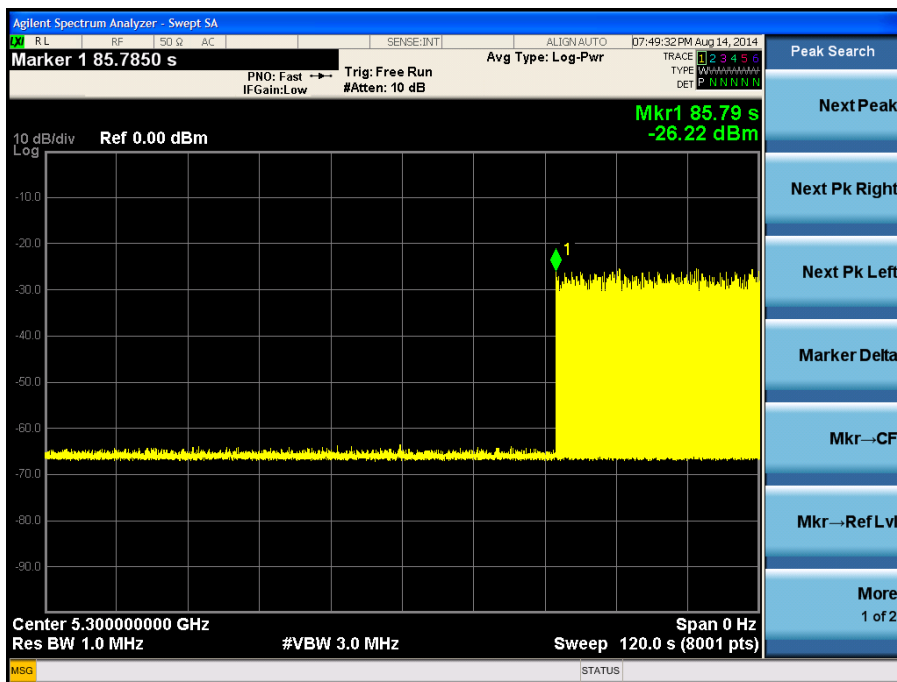 Agilent Spectrum Analyzer - Swept SA
LXI RL RF 50 Ω AC SENSE:INT ALIGN AUTO 07:49:32 PM Aug 14, 2014
Marker 1 85.7850 s
PNO: Fast
IFGain:Low
Trig: Free Run
#Atten: 10 dB
Avg Type: Log-Pwr
TRACE 1 2 3 4 5 6
TYPE W
DET P N N N N N
Peak Search
Mkr1 85.79 s
-26.22 dBm
10 dB/div Ref 0.00 dBm
Log
-10.0
-20.0
-30.0
-40.0
-50.0
-60.0
-70.0
-80.0
-90.0
1
Center 5.300000000 GHz Span 0 Hz
Res BW 1.0 MHz #VBW 3.0 MHz Sweep 120.0 s (8001 pts)
Next Peak
Next Pk Right
Next Pk Left
Marker Delta
Mkr→CF
Mkr→Ref Lvl
More
1 of 2
MSG STATUS